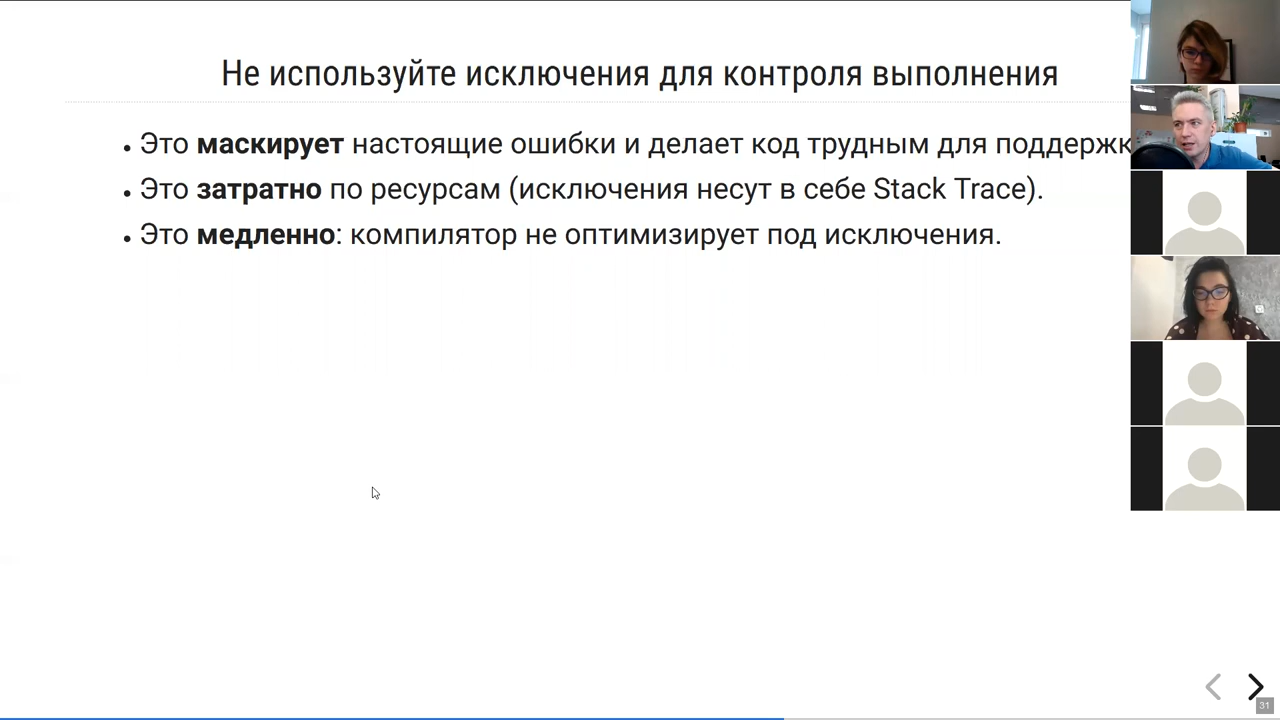 Не используйте исключения для контроля выполнения
• Это маскирует настоящие ошибки и делает код трудным для поддержк
• Это затратно по ресурсам (исключения несут в себе Stack Trace).
• Это медленно: компилятор не оптимизирует под исключения.
31